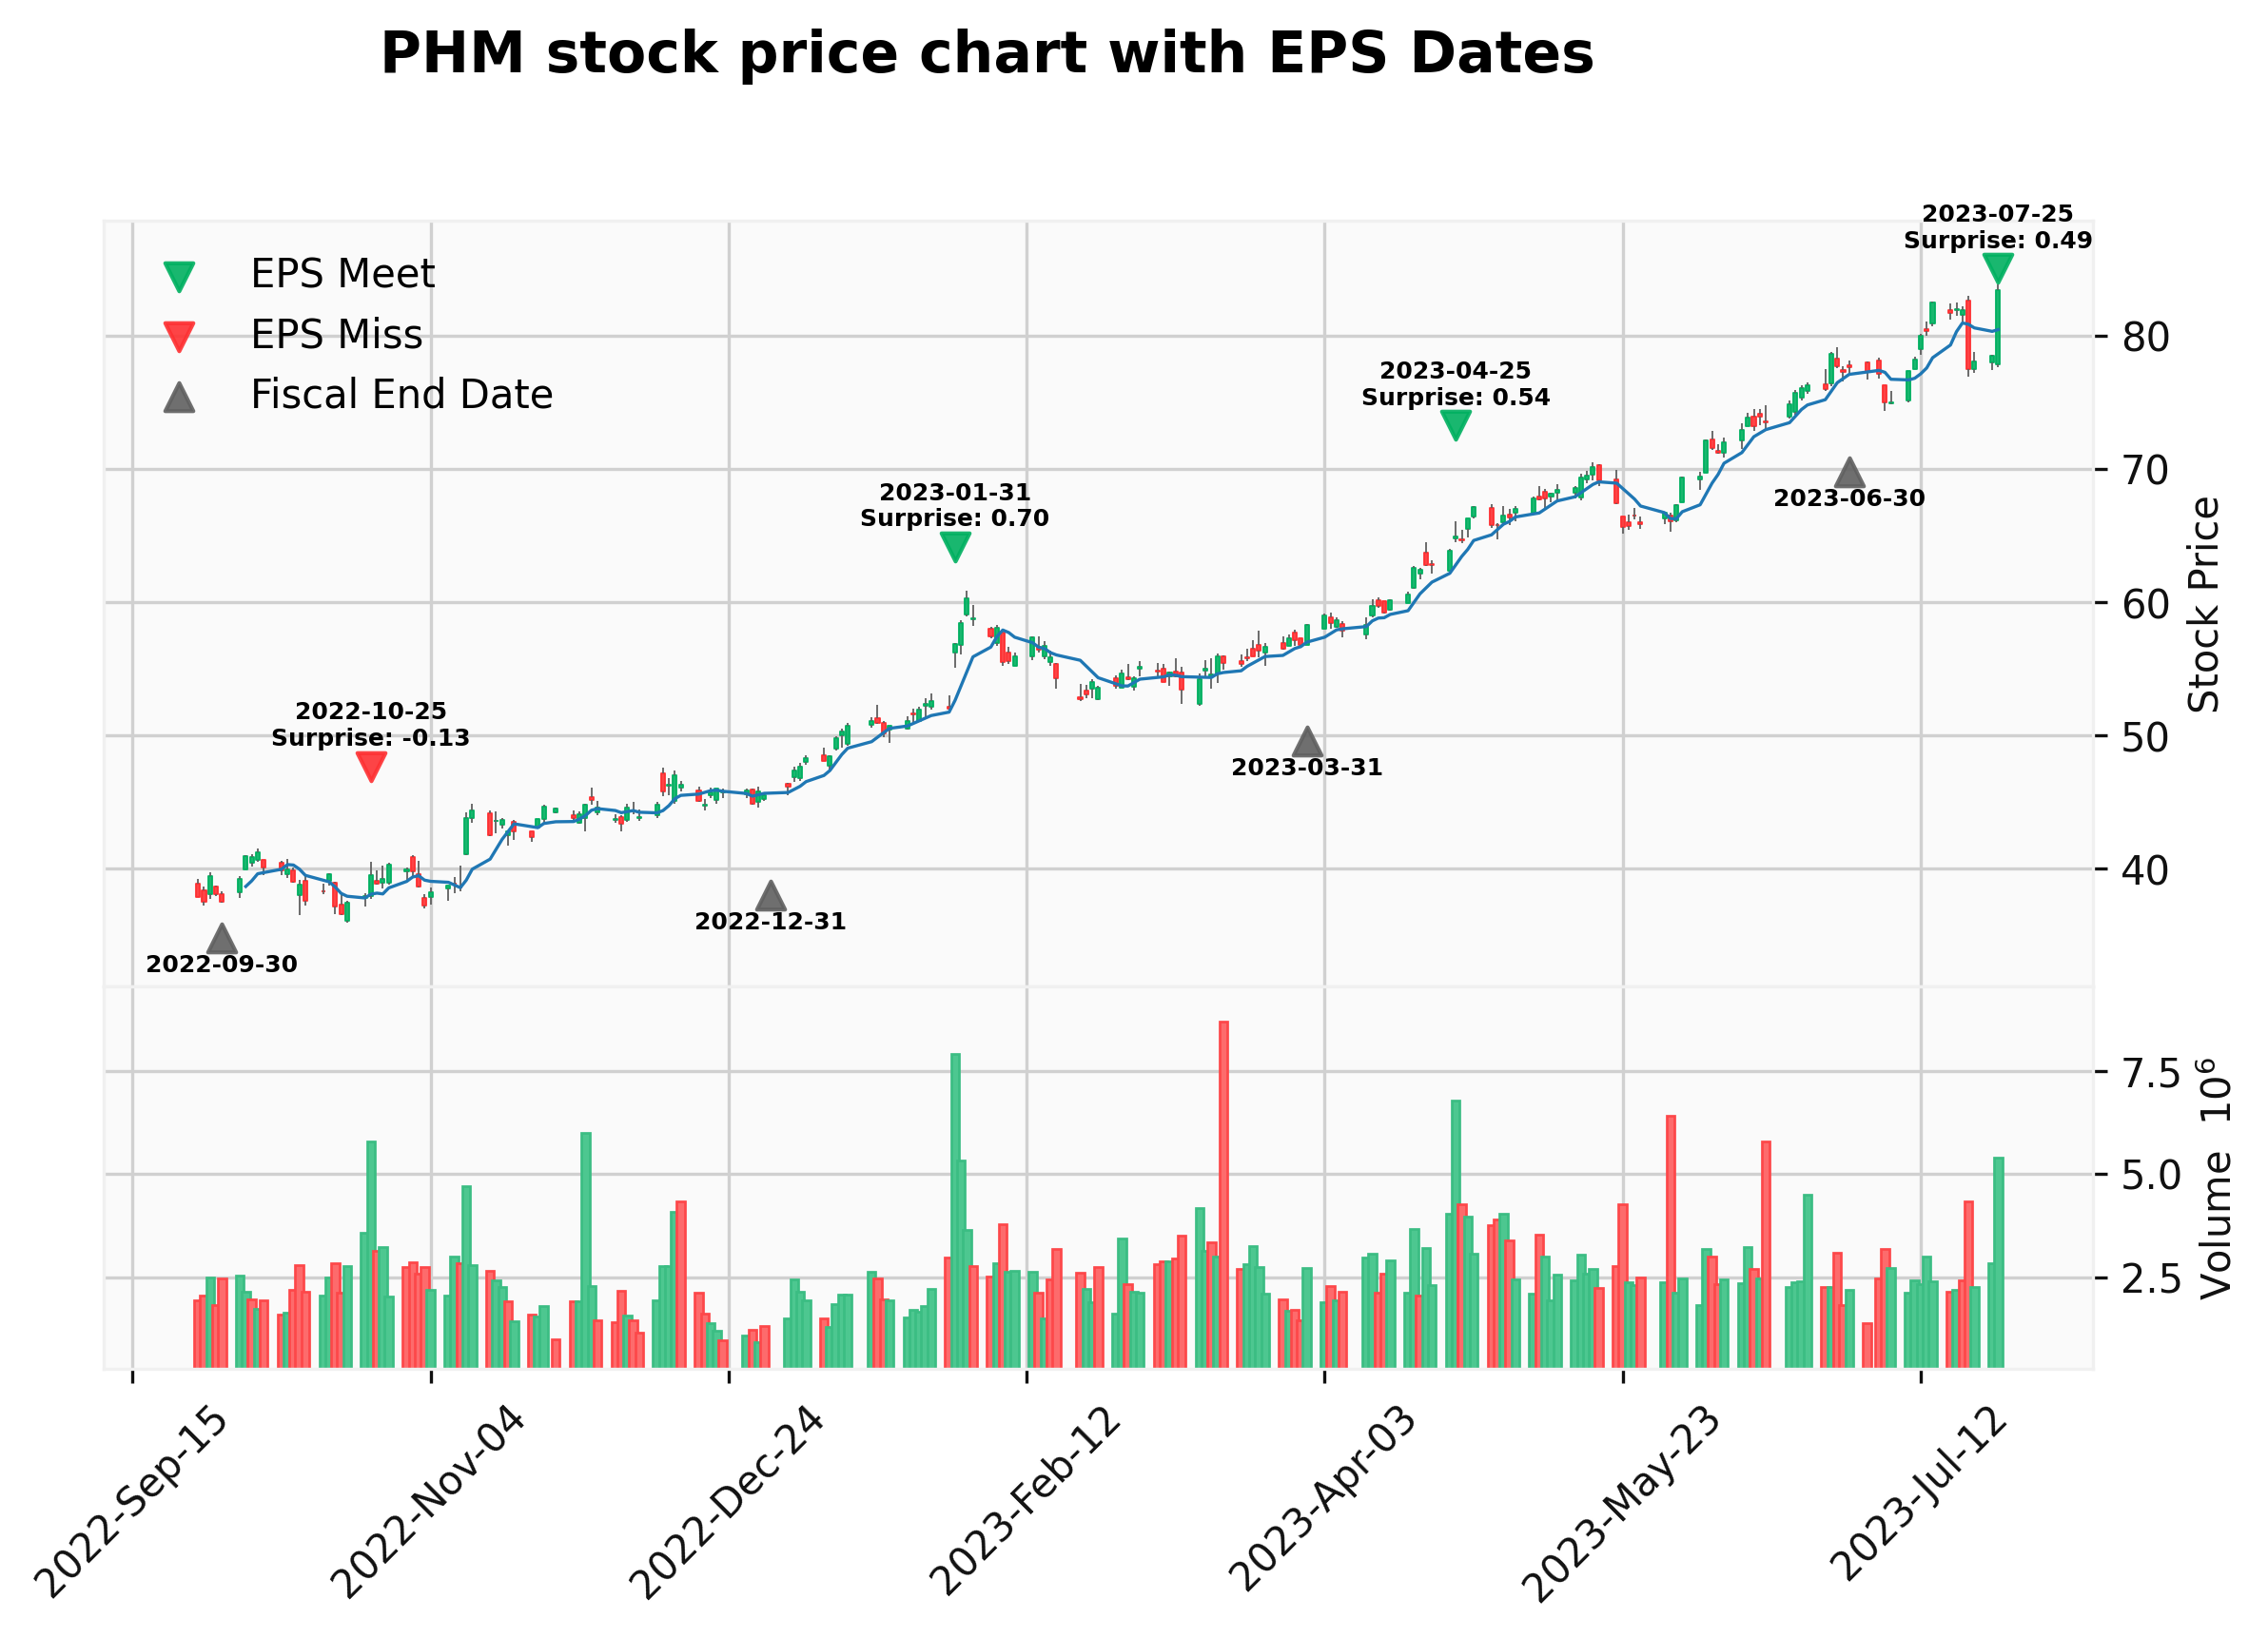 PHM stock price chart with EPS Dates
EPS Meet
EPS Miss
Fiscal End Date
2022-10-25
Surprise: -0.13
2023-01-31
Surprise: 0.70
2023-04-25
Surprise: 0.54
2023-07-25
Surprise: 0.49
2022-09-30
2022-12-31
2023-03-31
2023-06-30
80
70
60
50
40
Stock Price
7.5
5.0
2.5
Volume 10⁶
2022-Sep-15
2022-Nov-04
2022-Dec-24
2023-Feb-12
2023-Apr-03
2023-May-23
2023-Jul-12